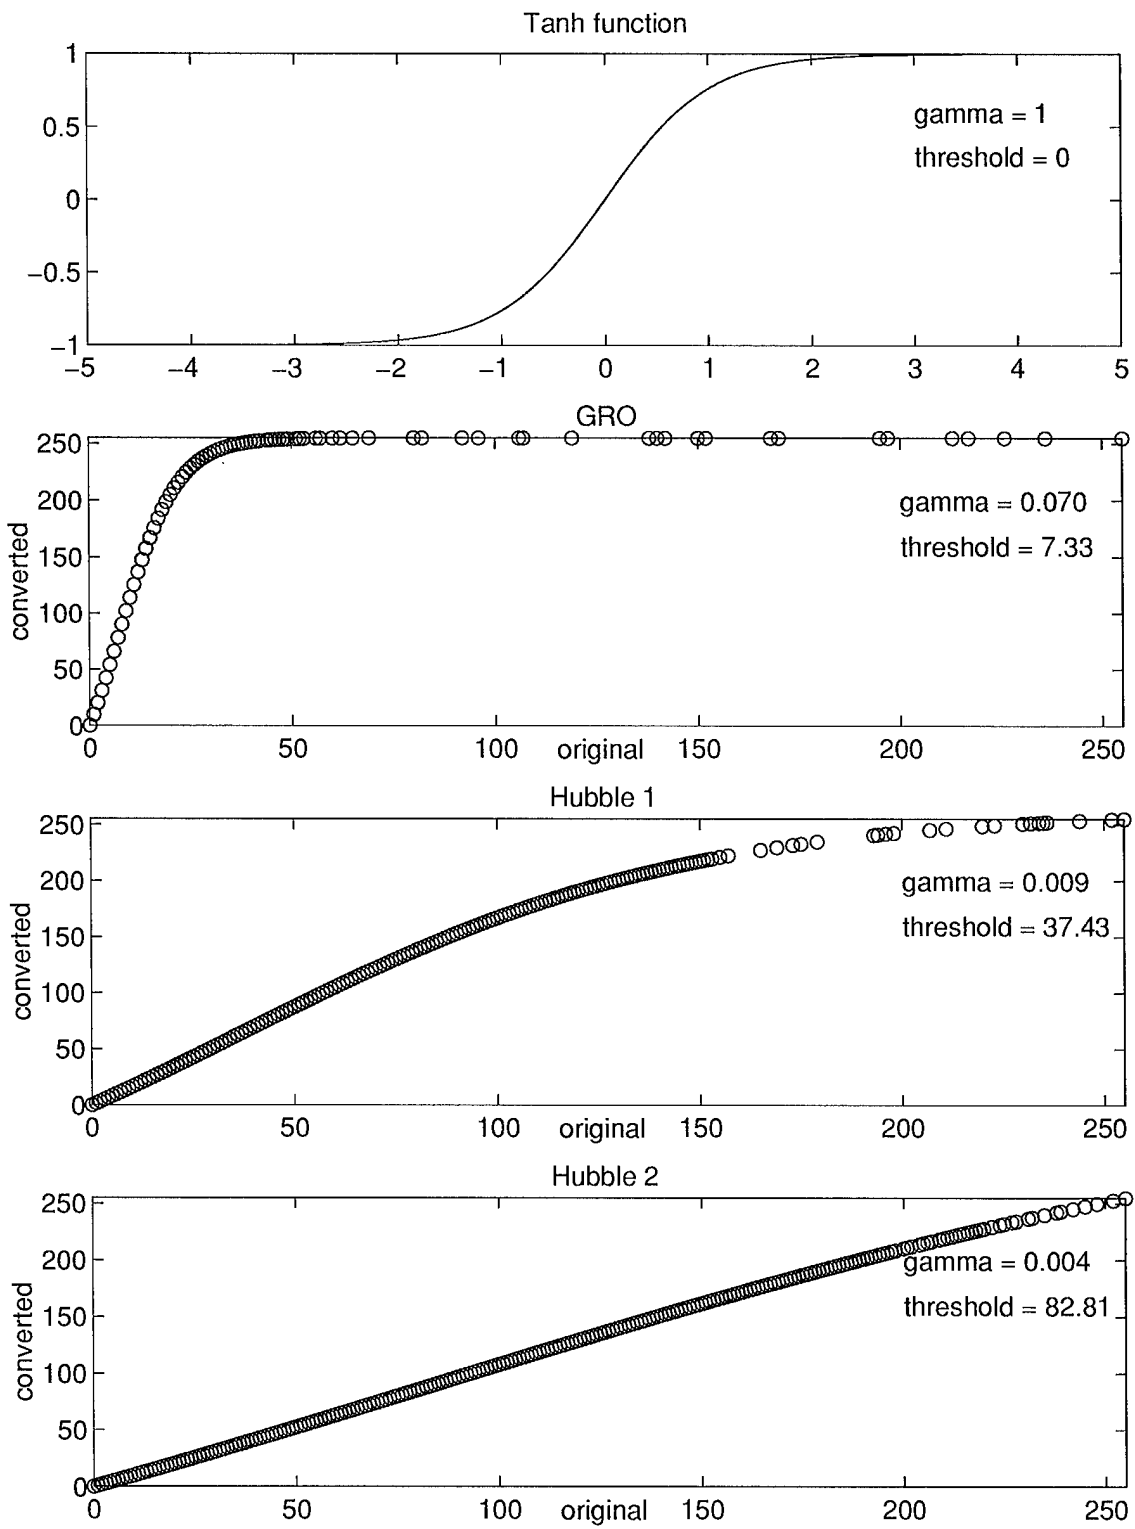 Tanh function
1
0.5
0
−0.5
−1
gamma = 1
threshold = 0
−5 −4 −3 −2 −1 0 1 2 3 4 5
GRO
250
200
150
100
50
0
converted
gamma = 0.070
threshold = 7.33
0 50 100 original 150 200 250
Hubble 1
250
200
150
100
50
0
converted
gamma = 0.009
threshold = 37.43
0 50 100 original 150 200 250
Hubble 2
250
200
150
100
50
0
converted
gamma = 0.004
threshold = 82.81
0 50 100 original 150 200 250